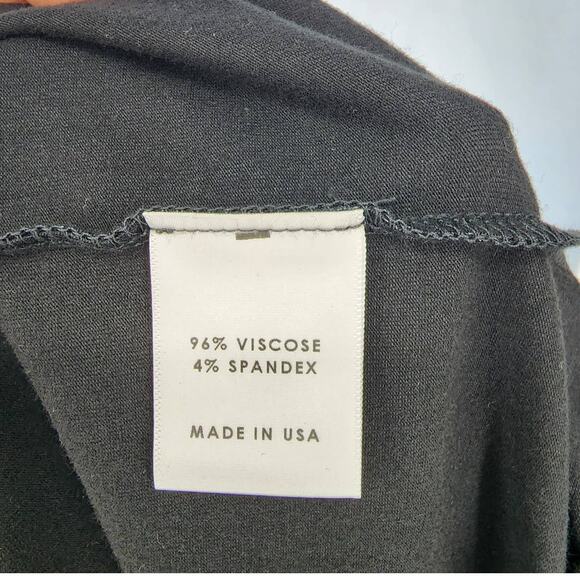 96% VISCOSE
4% SPANDEX
MADE IN USA